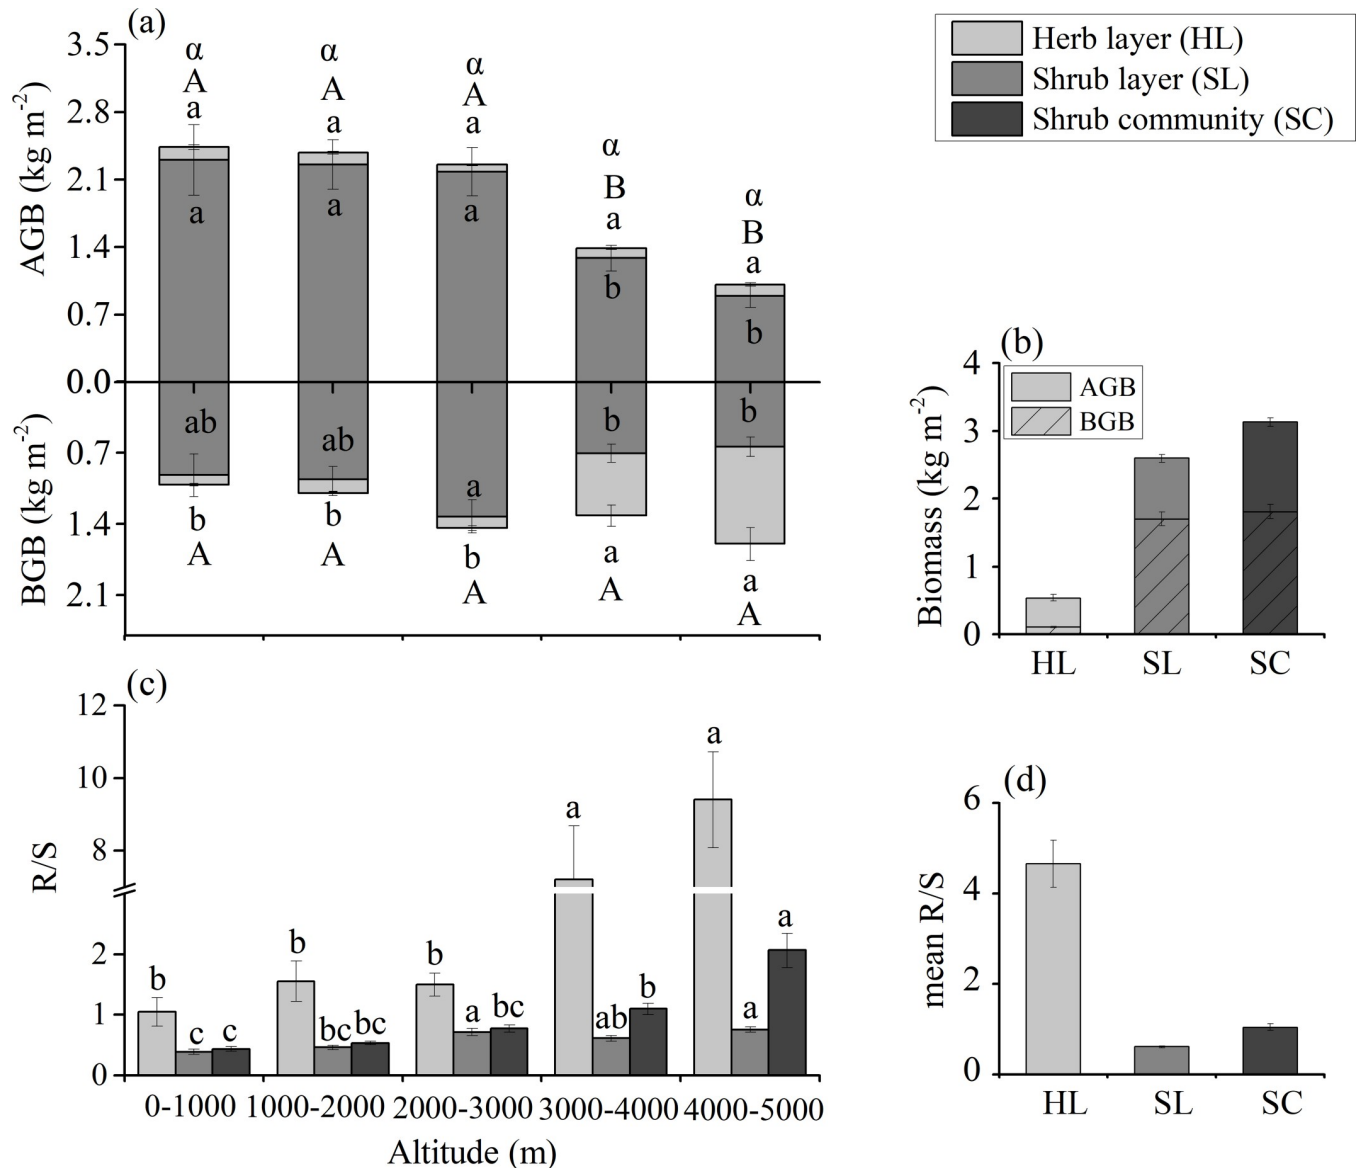 (a)
Herb layer (HL)
Shrub layer (SL)
Shrub community (SC)
AGB (kg m⁻²)
3.5
2.8
2.1
1.4
0.7
0.0
α α α α α
A A A B B
a a a a a
a a a b b
BGB (kg m⁻²)
0.7
1.4
2.1
ab ab a b b
b b b a a
A A A A A
(b)
Biomass (kg m⁻²)
4
3
2
1
0
AGB
BGB
HL SL SC
(c)
R/S
12
10
8
2
1
0
b c c
b bc bc
b a bc
a ab b
a a a
0-1000 1000-2000 2000-3000 3000-4000 4000-5000
Altitude (m)
(d)
mean R/S
6
4
2
0
HL SL SC